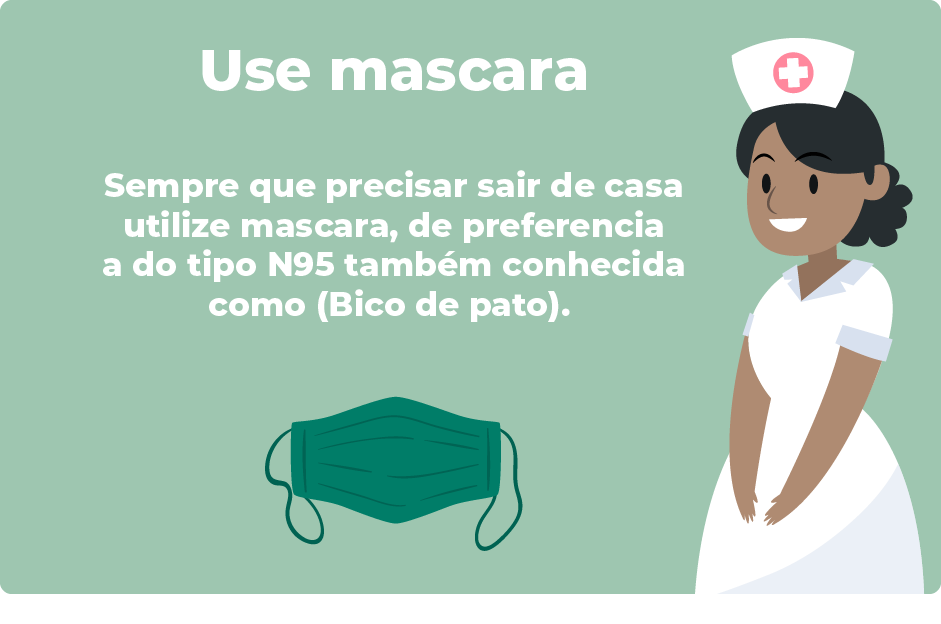 Use mascara
Sempre que precisar sair de casa
utilize mascara, de preferencia
a do tipo N95 também conhecida
como (Bico de pato).